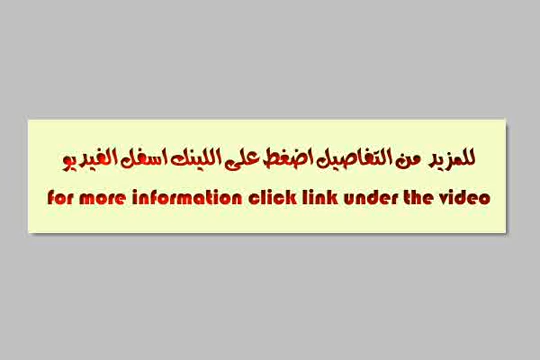 للمزيد من التفاصيل اضغط على اللينك اسفل الفيديو
for more information click link under the video